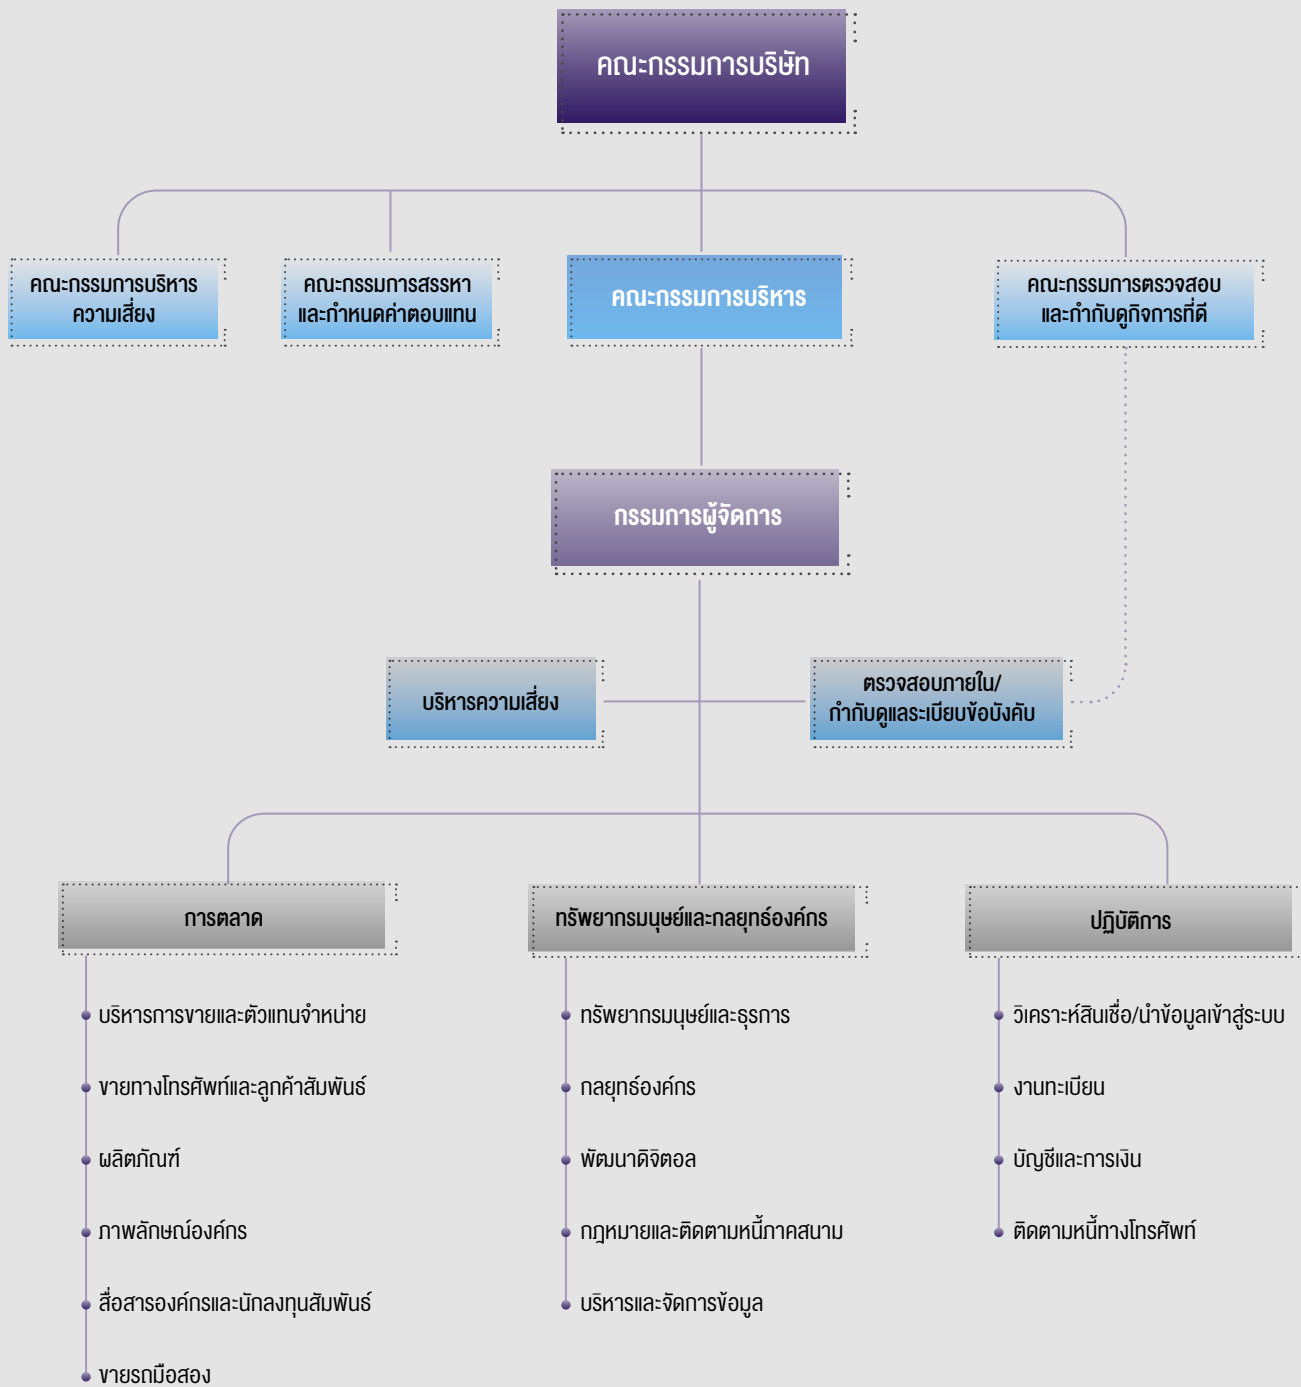 คณะกรรมการบริษัท
คณะกรรมการบริหาร
ความเสี่ยง
คณะกรรมการสรรหา
และกำหนดค่าตอบแทน
คณะกรรมการบริหาร
คณะกรรมการตรวจสอบ
และกำกับดูกิจการที่ดี
กรรมการผู้จัดการ
บริหารความเสี่ยง
ตรวจสอบภายใน/
กำกับดูแลระเบียบข้อบังคับ
การตลาด
บริหารการขายและตัวแทนจำหน่าย
ขายทางโทรศัพท์และลูกค้าสัมพันธ์
ผลิตภัณฑ์
ภาพลักษณ์องค์กร
สื่อสารองค์กรและนักลงทุนสัมพันธ์
ขายรถมือสอง
ทรัพยากรมนุษย์และกลยุทธ์องค์กร
ทรัพยากรมนุษย์และธุรการ
กลยุทธ์องค์กร
พัฒนาดิจิตอล
กฎหมายและติดตามหนี้ภาคสนาม
บริหารและจัดการข้อมูล
ปฏิบัติการ
วิเคราะห์สินเชื่อ/นำข้อมูลเข้าสู่ระบบ
งานทะเบียน
บัญชีและการเงิน
ติดตามหนี้ทางโทรศัพท์